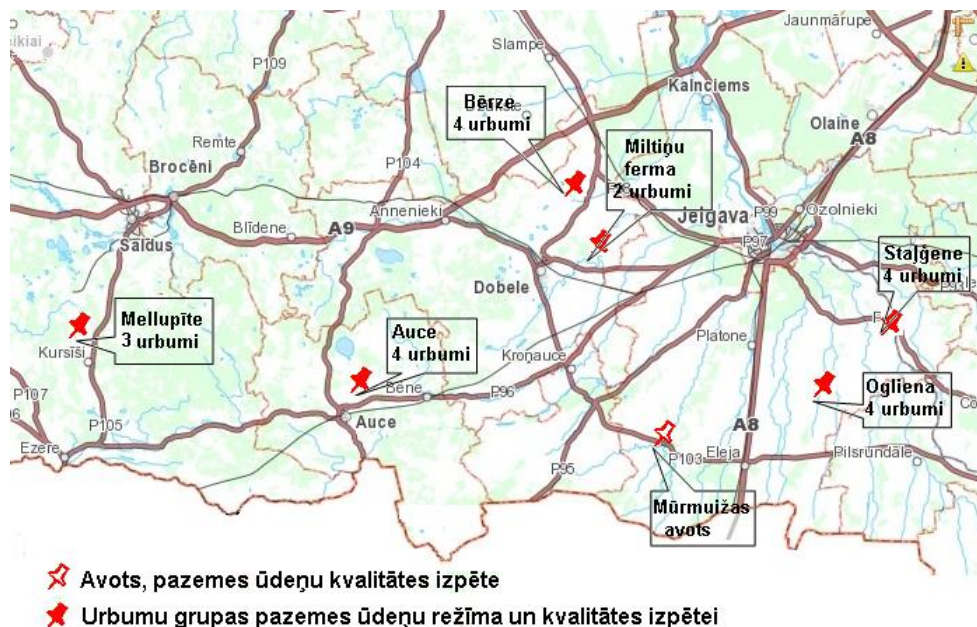 Jaunmārupe
Slampe
P109
Kalnciems
Bērze
4 urbumi
Olaine
A8
Remte
Miltiņu
ferma
2 urbumi
P104
Brocēni
Annenieki
Jelgava
P99
Ozolnieki
Blīdene
A9
P97
Saldus
Staļģene
4 urbumi
P93
Dobele
Mellupīte
3 urbumi
Auce
4 urbumi
Platone
Kursīši
Kroņauce
Ogliena
4 urbumi
P107
Bene
P96
P105
Auce
A8
Ezere
P103
Eleja
Pilsrundāle
P95
Mūrmuižas
avots
Avots, pazemes ūdeņu kvalitātes izpēte
Urbumu grupas pazemes ūdeņu režīma un kvalitātes izpētei